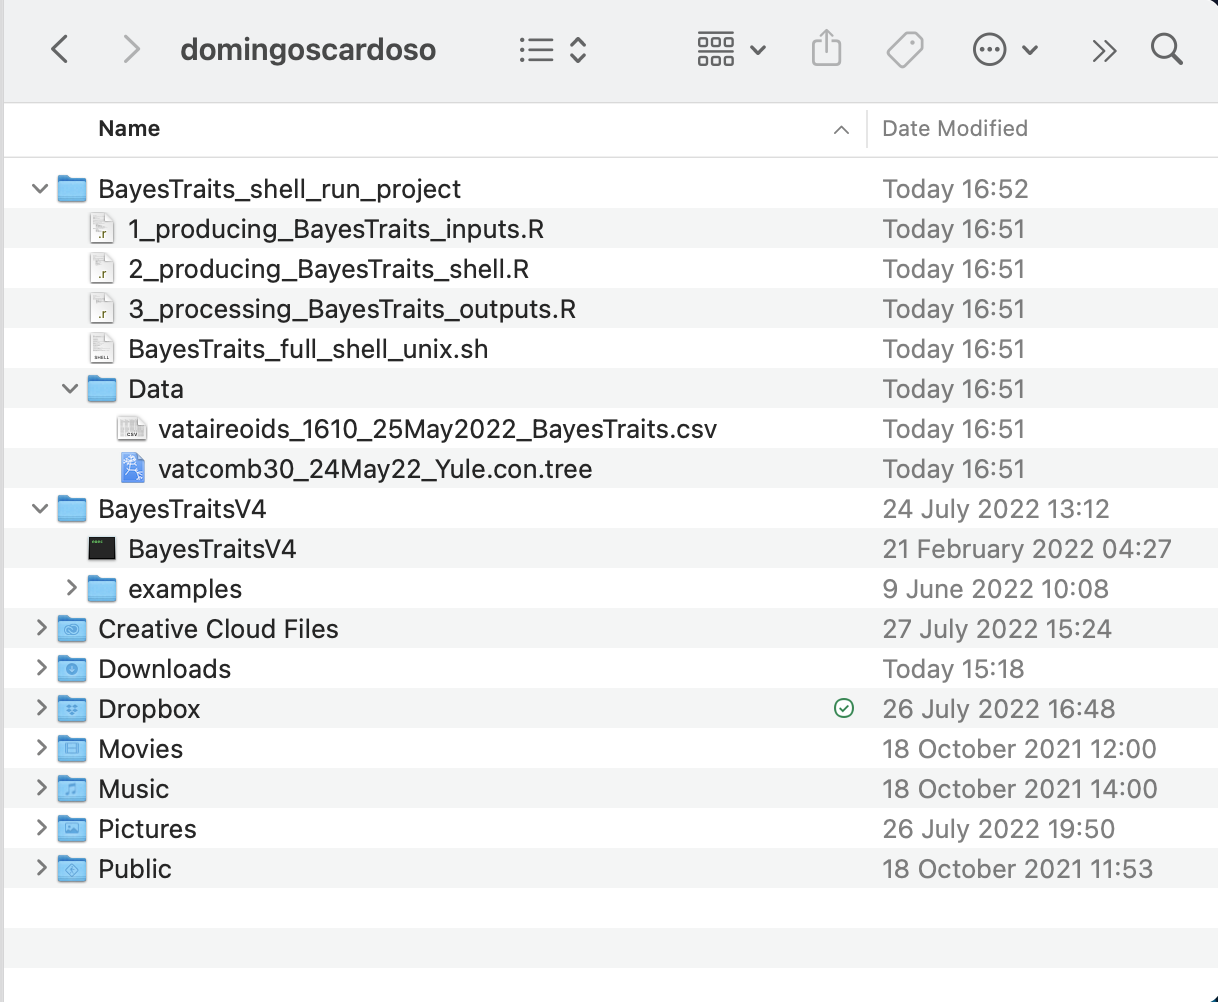 domingoscardoso
Name Date Modified
BayesTraits_shell_run_project Today 16:52
1_producing_BayesTraits_inputs.R Today 16:51
2_producing_BayesTraits_shell.R Today 16:51
3_processing_BayesTraits_outputs.R Today 16:51
BayesTraits_full_shell_unix.sh Today 16:51
Data Today 16:51
vataireoids_1610_25May2022_BayesTraits.csv Today 16:51
vatcomb30_24May22_Yule.con.tree Today 16:51
BayesTraitsV4 24 July 2022 13:12
BayesTraitsV4 21 February 2022 04:27
examples 9 June 2022 10:08
Creative Cloud Files 27 July 2022 15:24
Downloads Today 15:18
Dropbox 26 July 2022 16:48
Movies 18 October 2021 12:00
Music 18 October 2021 14:00
Pictures 26 July 2022 19:50
Public 18 October 2021 11:53